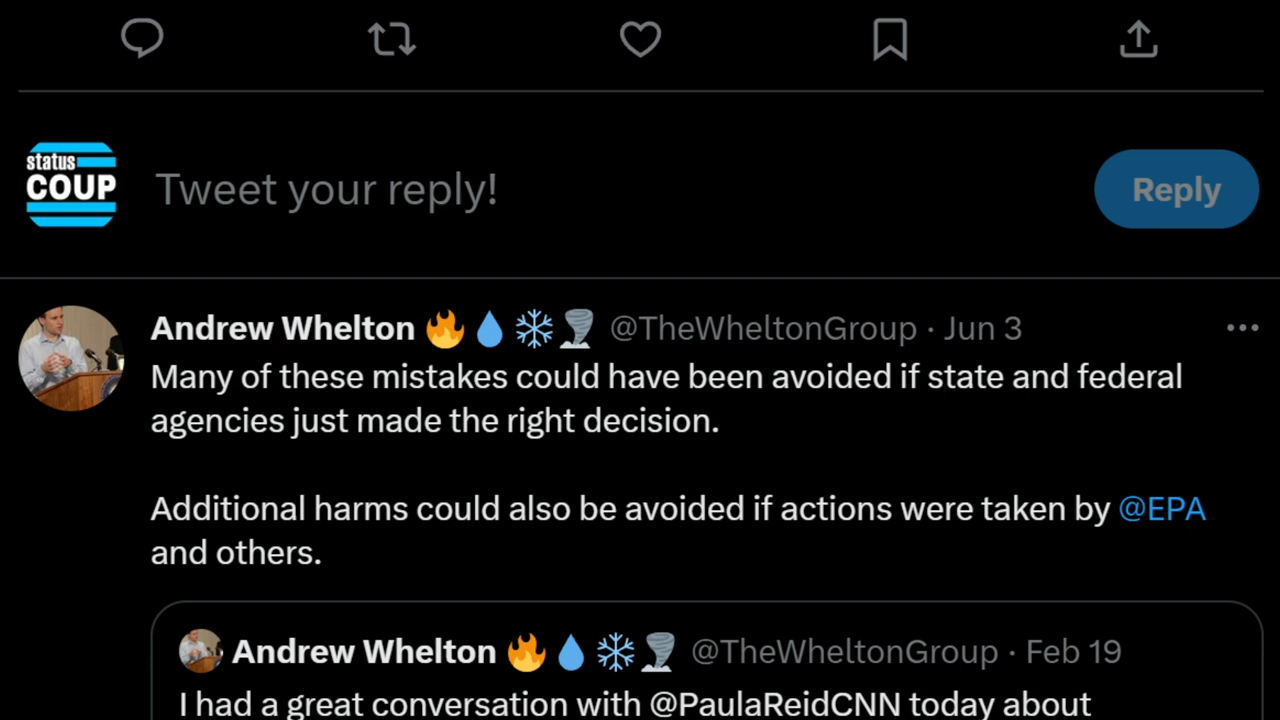 status
COUP
Tweet your reply!
Reply
Andrew Whelton 🔥💧❄️🌪️ @TheWheltonGroup · Jun 3
Many of these mistakes could have been avoided if state and federal
agencies just made the right decision.
Additional harms could also be avoided if actions were taken by @EPA
and others.
Andrew Whelton 🔥💧❄️🌪️ @TheWheltonGroup · Feb 19
I had a great conversation with @PaulaReidCNN today about